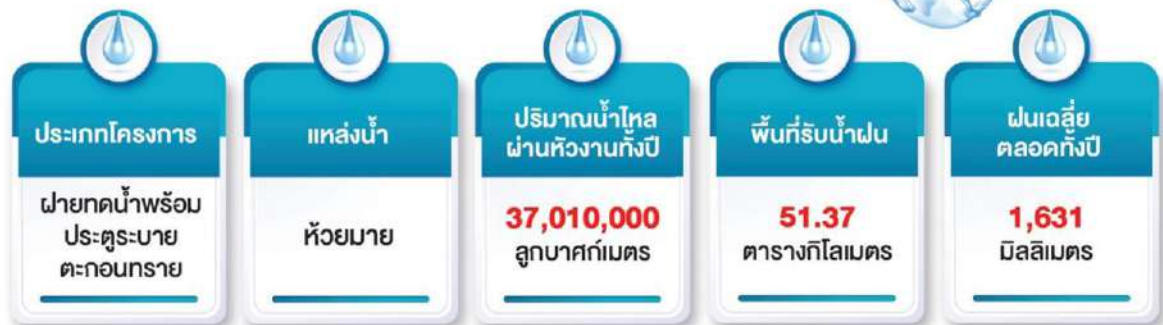 ประเภทโครงการ
ฝายทดน้ำพร้อม
ประตูระบาย
ตะกอนทราย
แหล่งน้ำ
ห้วยมาย
ปริมาณน้ำไหล
ผ่านหัวงานทั้งปี
37,010,000
ลูกบาศก์เมตร
พื้นที่รับน้ำฝน
51.37
ตารางกิโลเมตร
ฝนเฉลี่ย
ตลอดทั้งปี
1,631
มิลลิเมตร